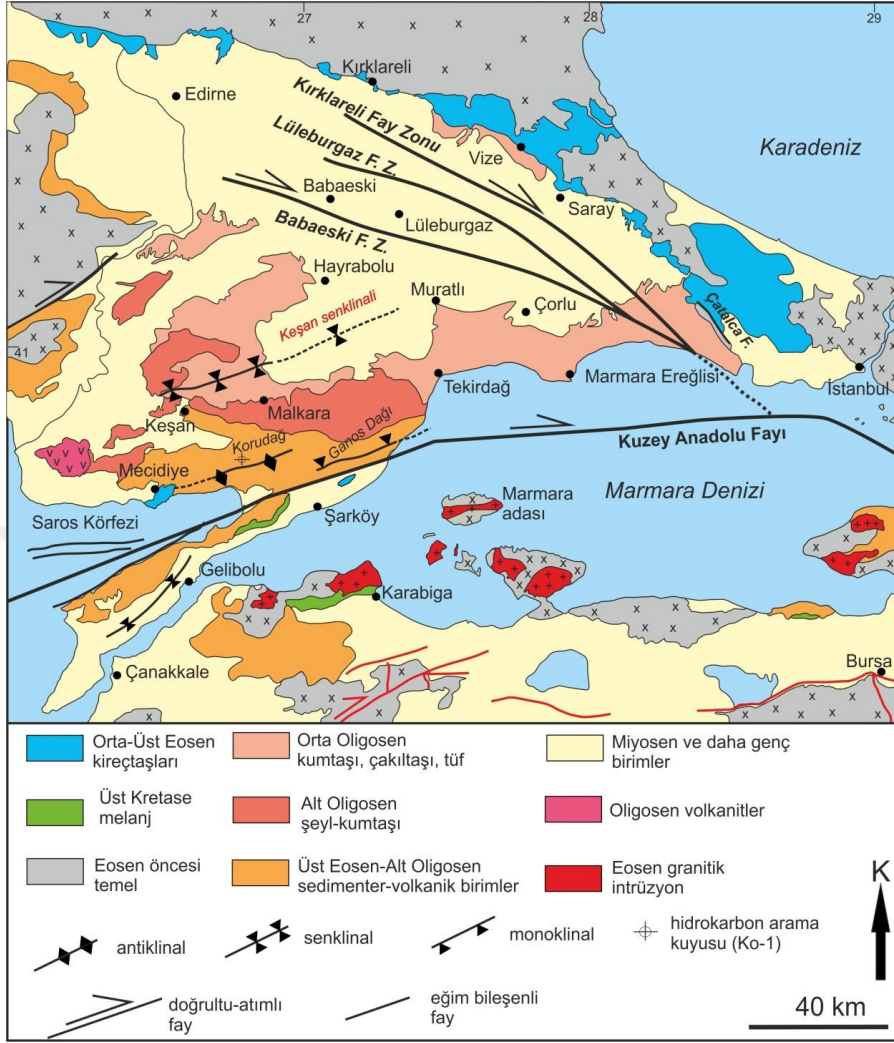 27
28
29
Kırklareli
Edirne
Kırklareli Fay Zonu
Karadeniz
Lüleburgaz F. Z.
Vize
Babaeski
Saray
Lüleburgaz
Babaeski F. Z.
Hayrabolu
Muratlı
Çorlu
Keşan senklinali
Çatalca F.
41
Tekirdağ
Marmara Ereğlisi
İstanbul
Malkara
Keşan
Ganos Dağı
Korudağ
Kuzey Anadolu Fayı
Mecidiye
Marmara
adası
Marmara Denizi
Saros Körfezi
Şarköy
Gelibolu
Karabiga
Çanakkale
Bursa
Orta-Üst Eosen
kireçtaşları
Orta Oligosen
kumtaşı, çakıltaşı, tüf
Miyosen ve daha genç
birimler
Üst Kretase
melanj
Alt Oligosen
şeyl-kumtaşı
Oligosen volkanitler
Eosen öncesi
temel
Üst Eosen-Alt Oligosen
sedimenter-volkanik birimler
Eosen granitik
intrüzyon
K
antiklinal
senklinal
monoklinal
hidrokarbon arama
kuyusu (Ko-1)
doğrultu-atımlı
fay
eğim bileşenli
fay
40 km